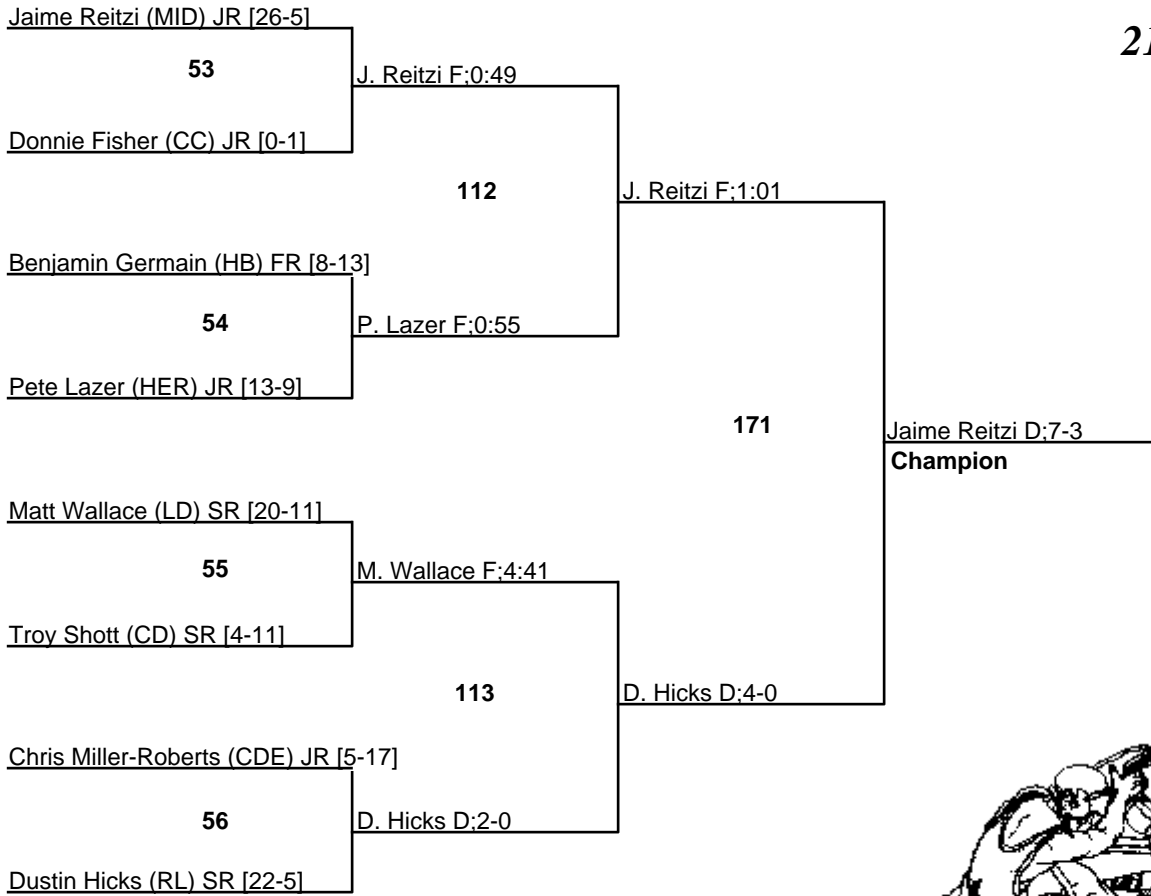 Jaime Reitzi (MID) JR [26-5]
21
53
J. Reitzi F;0:49
Donnie Fisher (CC) JR [0-1]
112
J. Reitzi F;1:01
Benjamin Germain (HB) FR [8-13]
54
P. Lazer F;0:55
Pete Lazer (HER) JR [13-9]
171
Jaime Reitzi D;7-3
Champion
Matt Wallace (LD) SR [20-11]
55
M. Wallace F;4:41
Troy Shott (CD) SR [4-11]
113
D. Hicks D;4-0
Chris Miller-Roberts (CDE) JR [5-17]
56
D. Hicks D;2-0
Dustin Hicks (RL) SR [22-5]